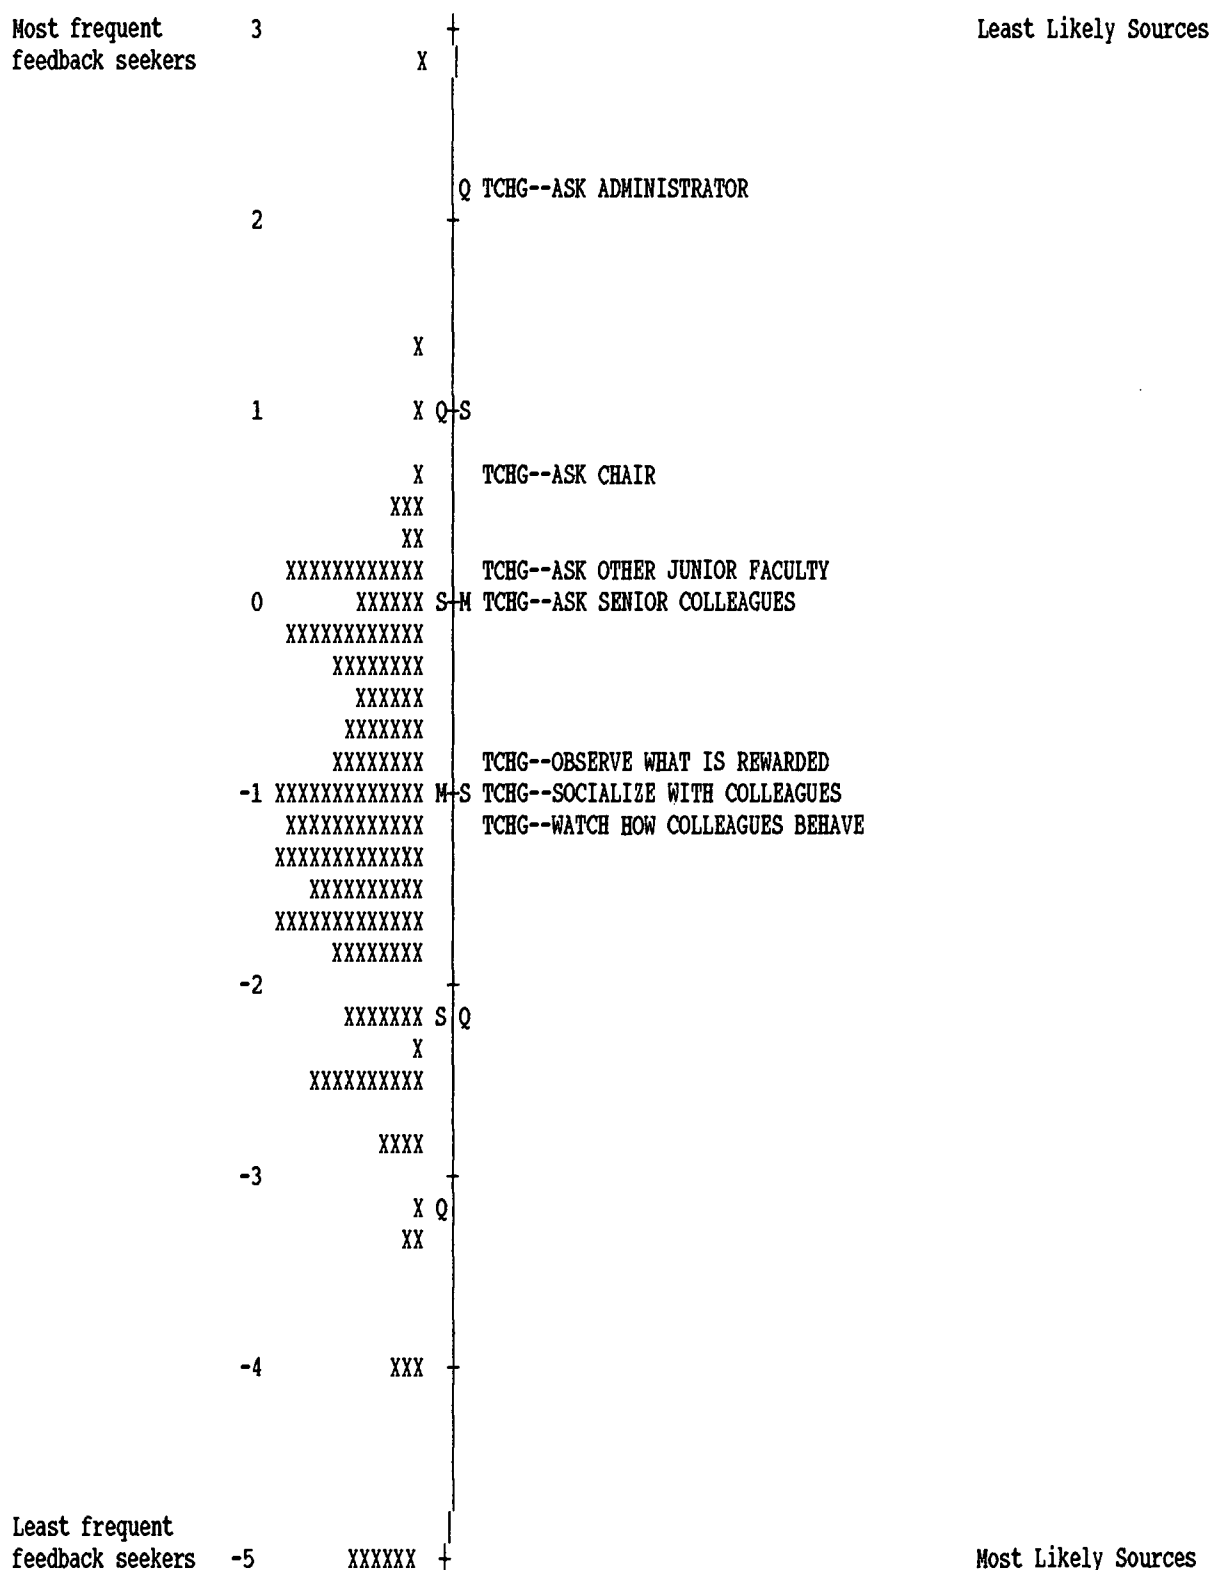 Most frequent 3 Least Likely Sources
feedback seekers X
Q TCHG--ASK ADMINISTRATOR
2
X
1 X Q S
X TCHG--ASK CHAIR
XXX
XX
XXXXXXXXXXXX TCHG--ASK OTHER JUNIOR FACULTY
0 XXXXXX S M TCHG--ASK SENIOR COLLEAGUES
XXXXXXXXXXXX
XXXXXXXX
XXXXXX
XXXXXXX
XXXXXXXX TCHG--OBSERVE WHAT IS REWARDED
-1 XXXXXXXXXXXXX M S TCHG--SOCIALIZE WITH COLLEAGUES
XXXXXXXXXXXX TCHG--WATCH HOW COLLEAGUES BEHAVE
XXXXXXXXXXXXX
XXXXXXXXXX
XXXXXXXXXXXXX
XXXXXXXX
-2
XXXXXXX S Q
X
XXXXXXXXXX
XXXX
-3
X Q
XX
-4 XXX
Least frequent
feedback seekers -5 XXXXXX Most Likely Sources